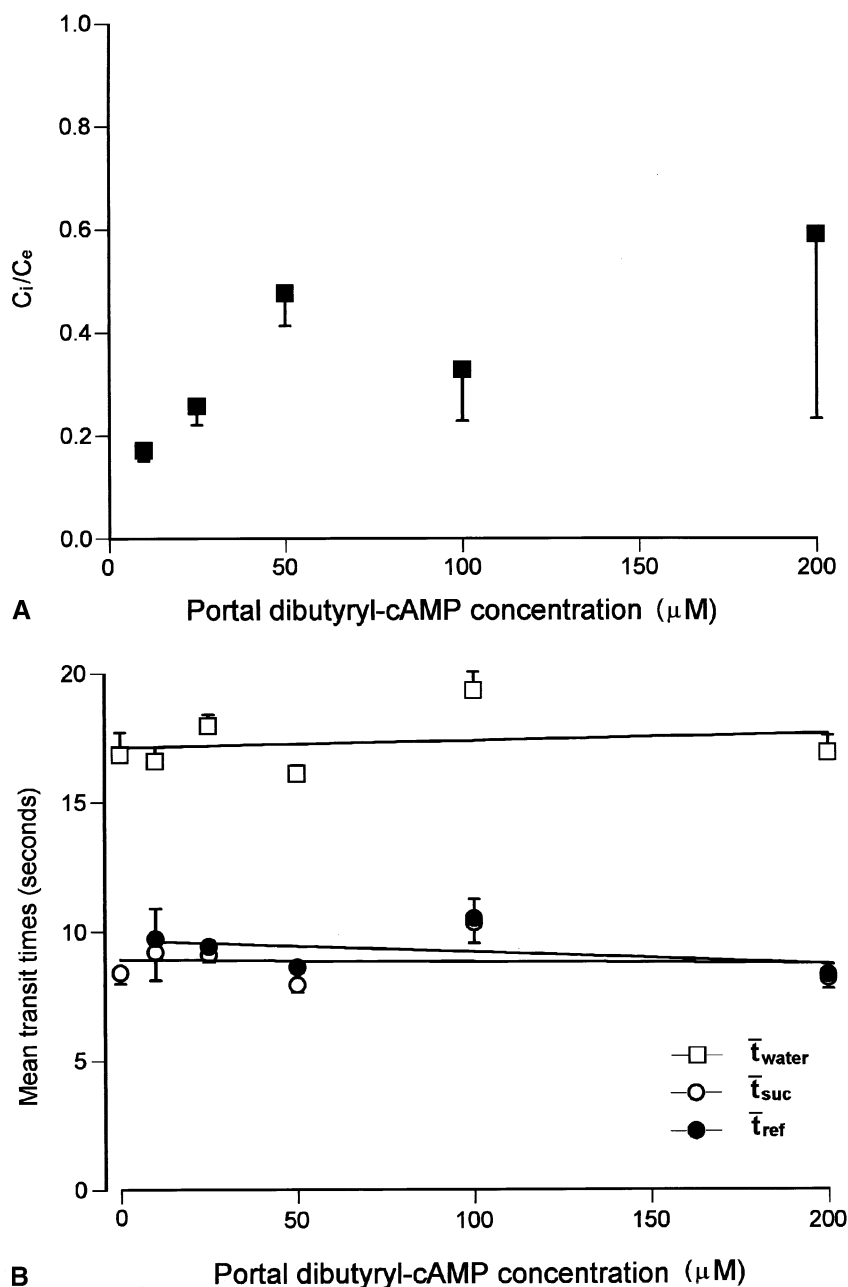 1.0
0.8
0.6
0.4
0.2
0.0
Ci/Ce
0 50 100 150 200
Portal dibutyryl-cAMP concentration (μM)
A
20
15
10
5
0
Mean transit times (seconds)
t̅water
t̅suc
t̅ref
0 50 100 150 200
Portal dibutyryl-cAMP concentration (μM)
B